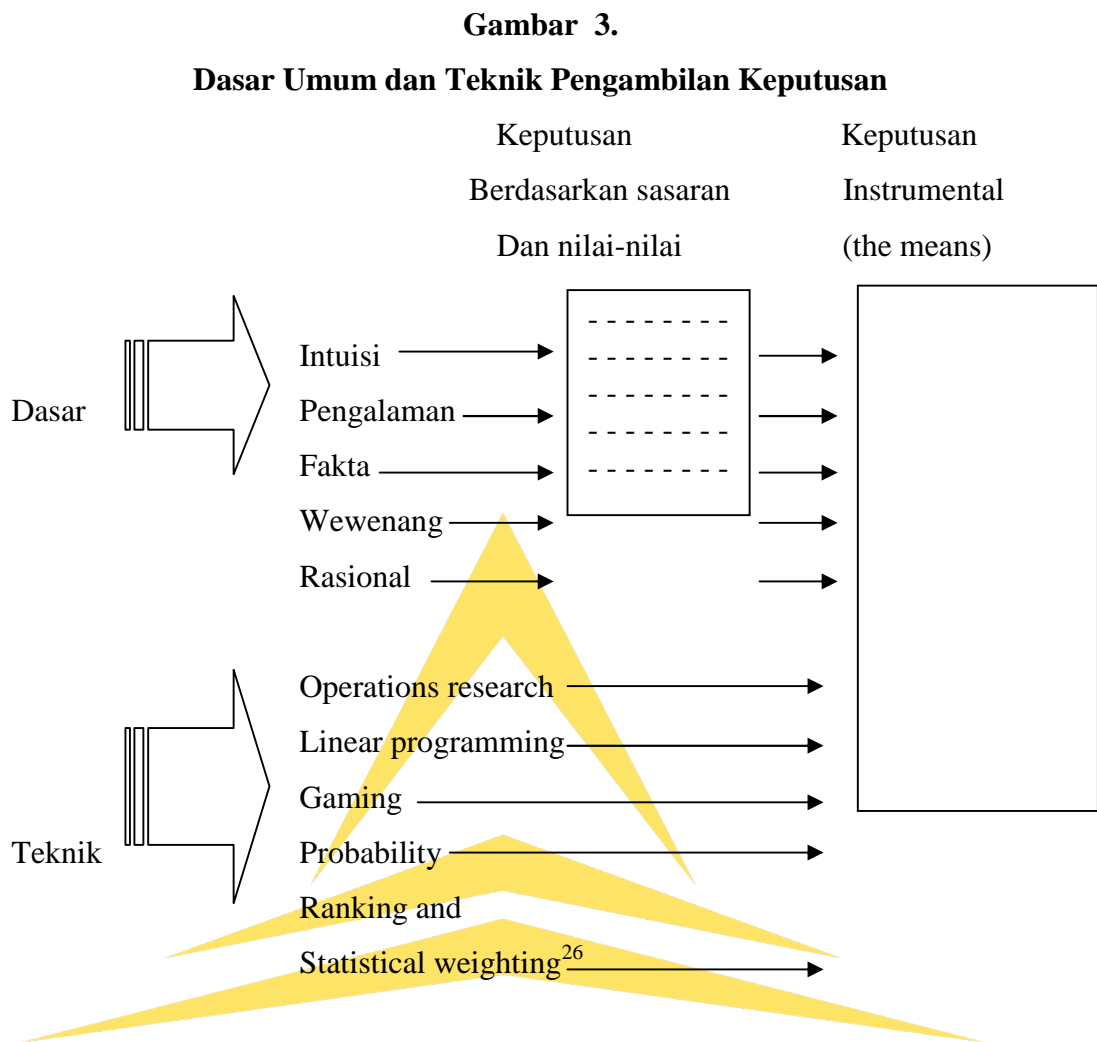 Gambar 3.
Dasar Umum dan Teknik Pengambilan Keputusan
Keputusan Keputusan
Berdasarkan sasaran Instrumental
Dan nilai-nilai (the means)
Intuisi
Dasar
Pengalaman
Fakta
Wewenang
Rasional
Operations research
Linear programming
Gaming
Teknik
Probability
Ranking and
Statistical weighting26